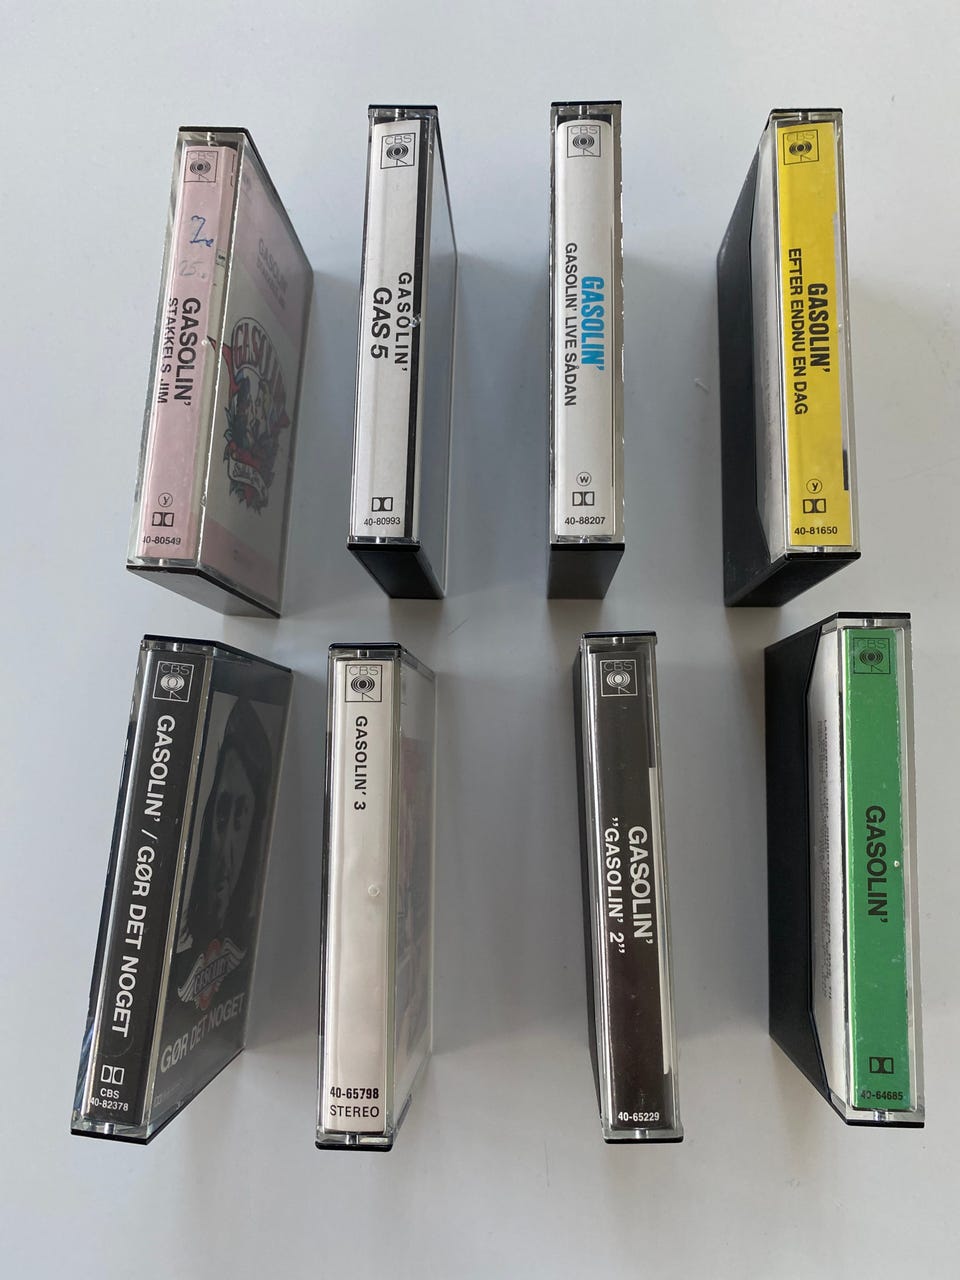 CBS
GASOLIN'
STAKKELS JIM
y
40-80549
GASOLIN'
CBS
GASOLIN'
GAS 5
40-80993
CBS
GASOLIN'
GASOLIN' LIVE SÅDAN
w
40-88207
CBS
GASOLIN'
EFTER ENDNU EN DAG
y
40-81650
CBS
GASOLIN' / GØR DET NOGET
CBS
40-82378
GASOLIN'
GØR DET NOGET
CBS
GASOLIN' 3
40-65798
STEREO
CBS
GASOLIN'
"GASOLIN' 2"
40-65229
CBS
GASOLIN'
40-64685